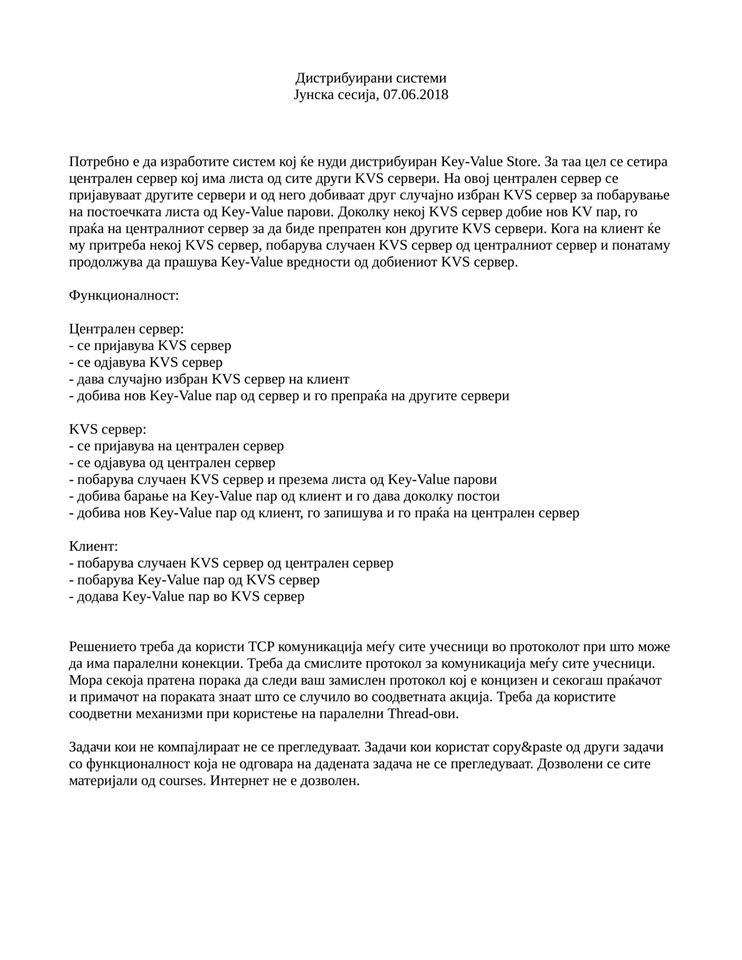 Дистрибуирани системи
Јунска сесија, 07.06.2018
Потребно е да изработите систем кој ќе нуди дистрибуиран Key-Value Store. За таа цел се сетира
централен сервер кој има листа од сите други KVS сервери. На овој централен сервер се
пријавуваат другите сервери и од него добиваат друг случајно избран KVS сервер за побарување
на постоечката листа од Key-Value парови. Доколку некој KVS сервер добие нов KV пар, го
праќа на централниот сервер за да биде препратен кон другите KVS сервери. Кога на клиент ќе
му притреба некој KVS сервер, побарува случаен KVS сервер од централниот сервер и понатаму
продолжува да прашува Key-Value вредности од добиениот KVS сервер.
Функционалност:
Централен сервер:
- се пријавува KVS сервер
- се одјавува KVS сервер
- дава случајно избран KVS сервер на клиент
- добива нов Key-Value пар од сервер и го препраќа на другите сервери
KVS сервер:
- се пријавува на централен сервер
- се одјавува од централен сервер
- побарува случаен KVS сервер и презема листа од Key-Value парови
- добива барање на Key-Value пар од клиент и го дава доколку постои
- добива нов Key-Value пар од клиент, го запишува и го праќа на централен сервер
Клиент:
- побарува случаен KVS сервер од централен сервер
- побарува Key-Value пар од KVS сервер
- додава Key-Value пар во KVS сервер
Решението треба да користи TCP комуникација меѓу сите учесници во протоколот при што може
да има паралелни конекции. Треба да смислите протокол за комуникација меѓу сите учесници.
Мора секоја пратена порака да следи ваш замислен протокол кој е концизен и секогаш праќачот
и примачот на пораката знаат што се случило во соодветната акција. Треба да користите
соодветни механизми при користење на паралелни Thread-ови.
Задачи кои не компајлираат не се прегледуваат. Задачи кои користат copy&paste од други задачи
со функционалност која не одговара на дадената задача не се прегледуваат. Дозволени се сите
материјали од courses. Интернет не е дозволен.